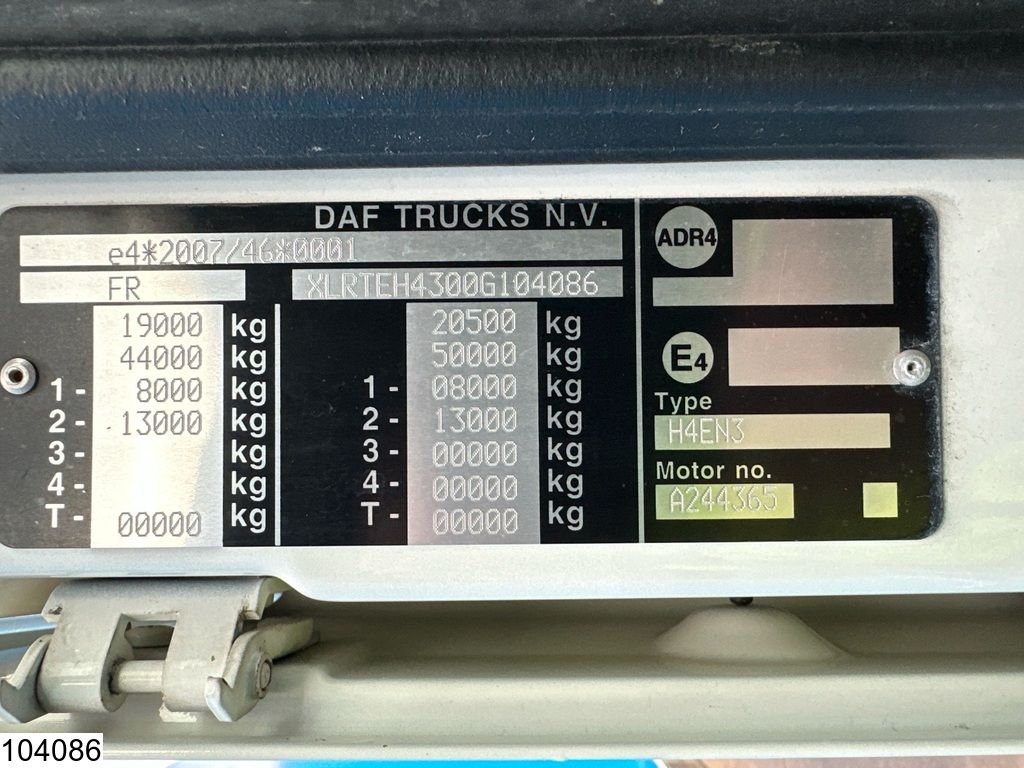 DAF TRUCKS N.V.
e4*2007/46*0001
FR XLRTEH4300G104086
19000 kg 20500 kg
44000 kg 50000 kg
1- 8000 kg 1- 08000 kg
2- 13000 kg 2- 13000 kg
3- kg 3- 00000 kg
4- kg 4- 00000 kg
T- 00000 kg T- 00000 kg
ADR4
E4
Type
H4EN3
Motor no.
A244365
104086